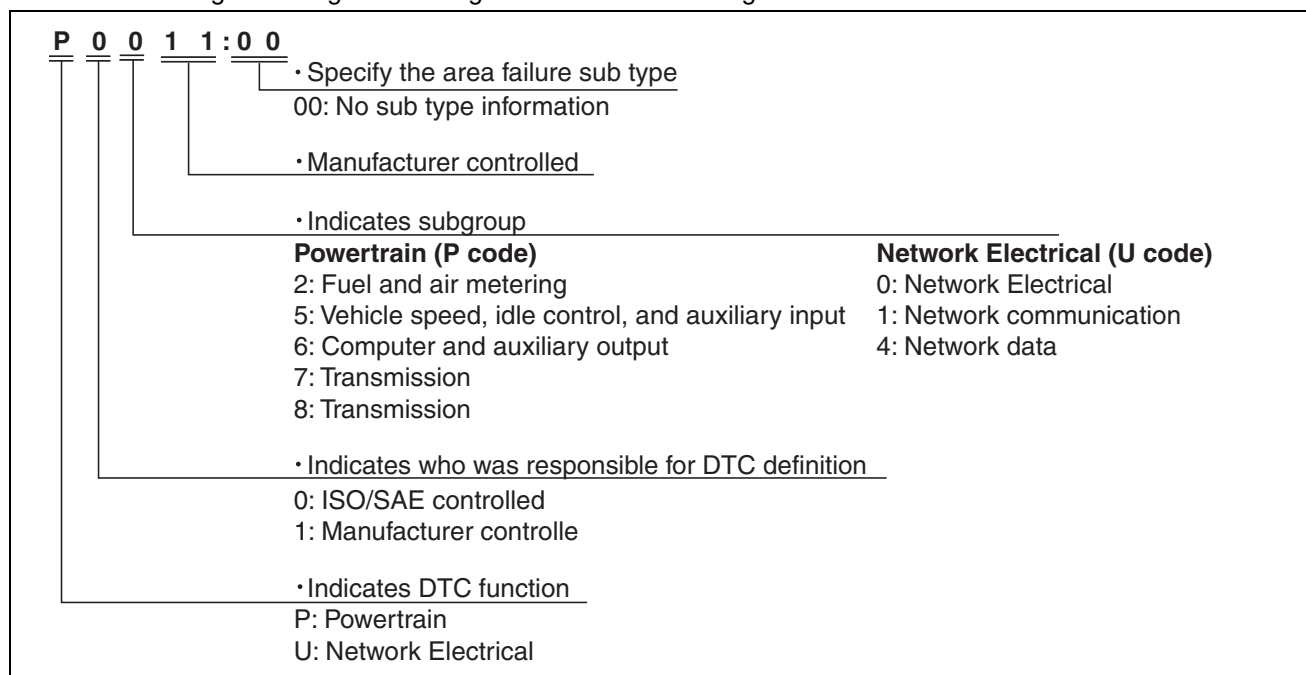 P 0 0 1 1 : 0 0
・Specify the area failure sub type
00: No sub type information
・Manufacturer controlled
・Indicates subgroup
Powertrain (P code)
2: Fuel and air metering
5: Vehicle speed, idle control, and auxiliary input
6: Computer and auxiliary output
7: Transmission
8: Transmission
Network Electrical (U code)
0: Network Electrical
1: Network communication
4: Network data
・Indicates who was responsible for DTC definition
0: ISO/SAE controlled
1: Manufacturer controlle
・Indicates DTC function
P: Powertrain
U: Network Electrical